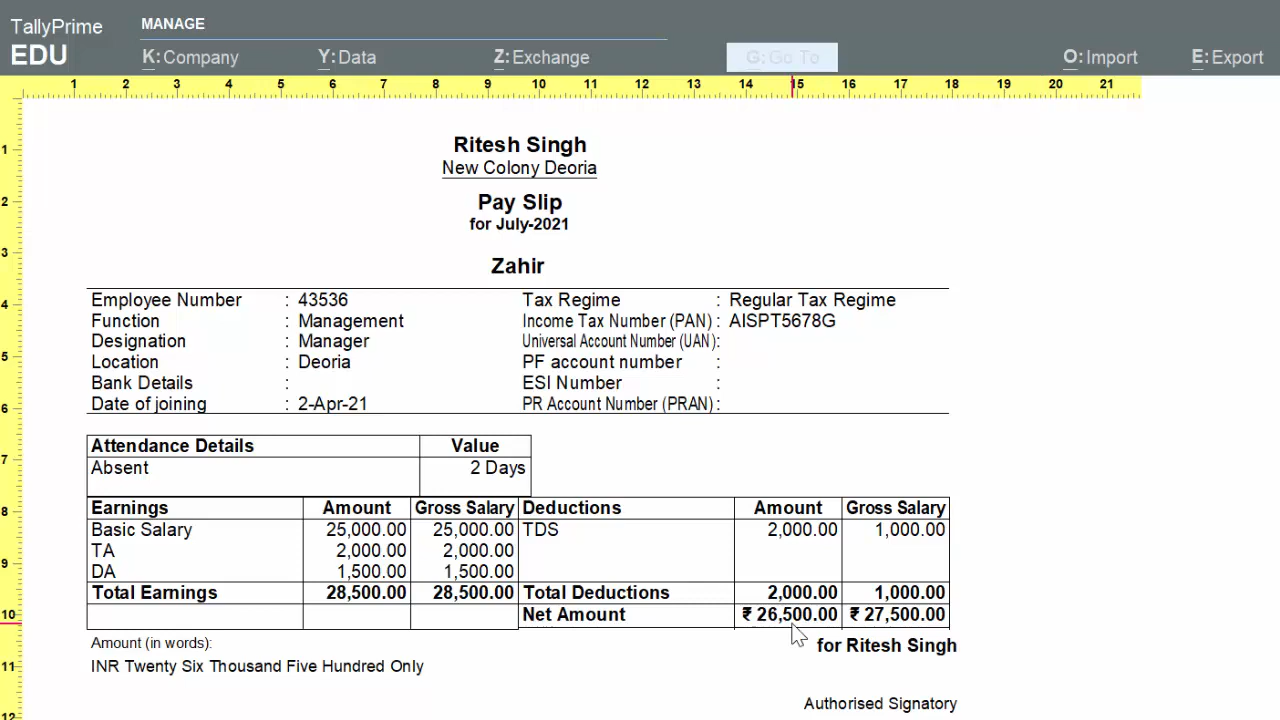 TallyPrime MANAGE
EDU K: Company Y: Data Z: Exchange G: Go To O: Import E: Export
1 2 3 4 5 6 7 8 9 10 11 12 13 14 15 16 17 18 19 20 21
Ritesh Singh
1
New Colony Deoria
Pay Slip
2
for July-2021
3
Zahir
Employee Number : 43536 Tax Regime : Regular Tax Regime
4
Function : Management Income Tax Number (PAN) : AISPT5678G
Designation : Manager Universal Account Number (UAN) :
5
Location : Deoria PF account number :
Bank Details : ESI Number :
Date of joining : 2-Apr-21 PR Account Number (PRAN) :
6
Attendance Details Value
7
Absent 2 Days
8
Earnings Amount Gross Salary Deductions Amount Gross Salary
Basic Salary 25,000.00 25,000.00 TDS 2,000.00 1,000.00
TA 2,000.00 2,000.00
9
DA 1,500.00 1,500.00
Total Earnings 28,500.00 28,500.00 Total Deductions 2,000.00 1,000.00
10
Net Amount ₹ 26,500.00 ₹ 27,500.00
Amount (in words): for Ritesh Singh
11
INR Twenty Six Thousand Five Hundred Only
Authorised Signatory
12